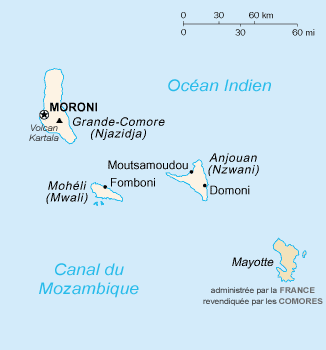 0 30 60 km
0 30 60 mi
Océan Indien
MORONI
Grande-Comore
(Njazidja)
Volcan
Kartala
Anjouan
(Nzwani)
Moutsamoudou
Mohéli
(Mwali)
Fomboni
Domoni
Mayotte
Canal du
Mozambique
administrée par la FRANCE
revendiquée par les COMORES